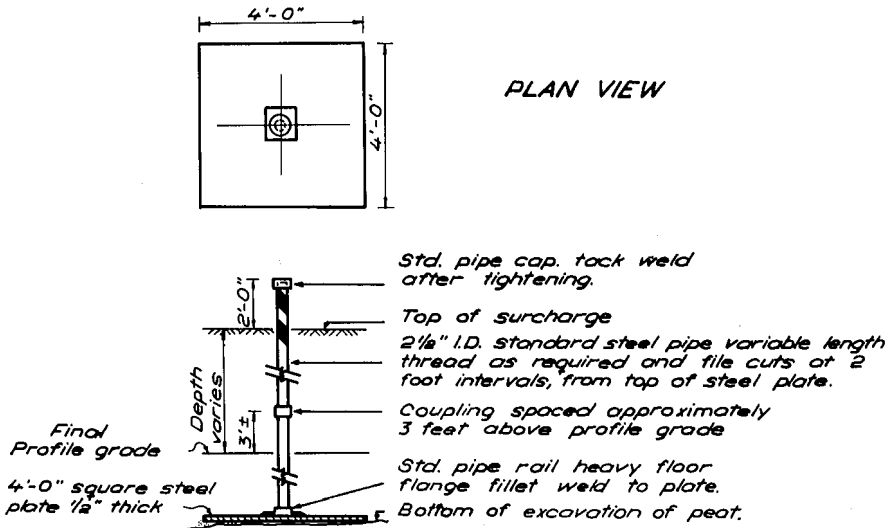 4'-0"
4'-0"
PLAN VIEW
Std. pipe cap. tack weld
after tightening.
2'-0"
Top of surcharge
2 1/2" I.D. Standard steel pipe variable length
thread as required and file cuts at 2
foot intervals, from top of steel plate.
Depth
varies
Coupling spaced approximately
3 feet above profile grade
3'±
Final
Profile grade
Std. pipe rail heavy floor
flange fillet weld to plate.
4'-0" square steel
plate 1/2" thick
Bottom of excavation of peat.